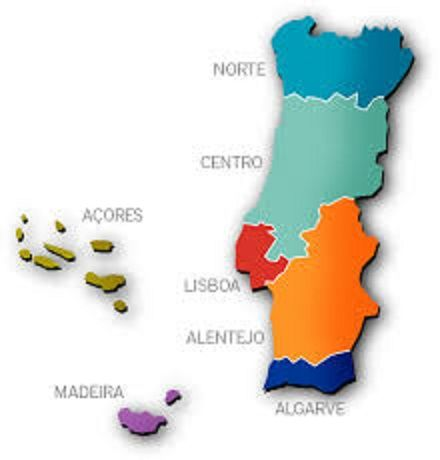 NORTE
CENTRO
AÇORES
LISBOA
ALENTEJO
MADEIRA
ALGARVE